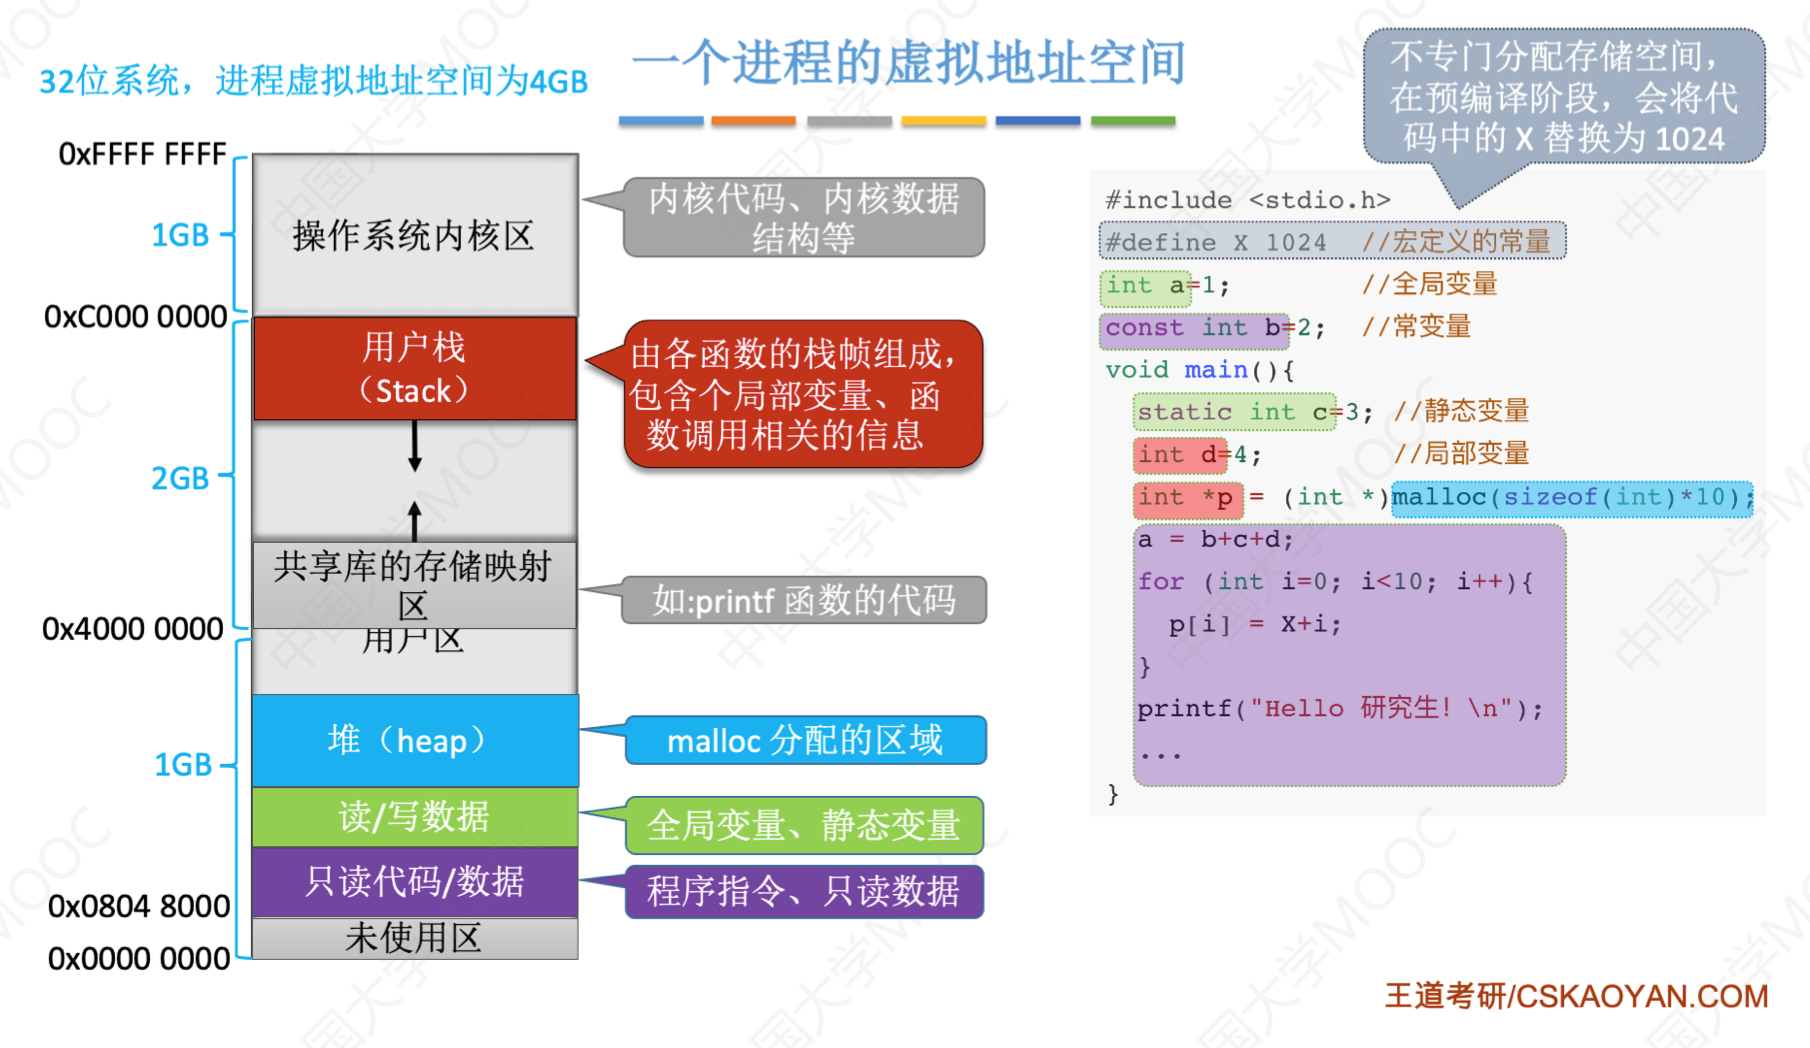 一个进程的虚拟地址空间
32位系统，进程虚拟地址空间为4GB
0xFFFF FFFF
1GB
操作系统内核区
内核代码、内核数据
结构等
0xC000 0000
用户栈
（Stack）
由各函数的栈帧组成，
包含个局部变量、函
数调用相关的信息
2GB
共享库的存储映射
区
如:printf 函数的代码
0x4000 0000
用户区
堆（heap）
malloc 分配的区域
1GB
读/写数据
全局变量、静态变量
只读代码/数据
程序指令、只读数据
0x0804 8000
未使用区
0x0000 0000
不专门分配存储空间，
在预编译阶段，会将代
码中的 X 替换为 1024
#include <stdio.h>
#define X 1024 //宏定义的常量
int a=1; //全局变量
const int b=2; //常变量
void main(){
static int c=3; //静态变量
int d=4; //局部变量
int *p = (int *)malloc(sizeof(int)*10);
a = b+c+d;
for (int i=0; i<10; i++){
p[i] = X+i;
}
printf("Hello 研究生！\n");
...
}
王道考研/CSKAOYAN.COM
中国大学MOOC